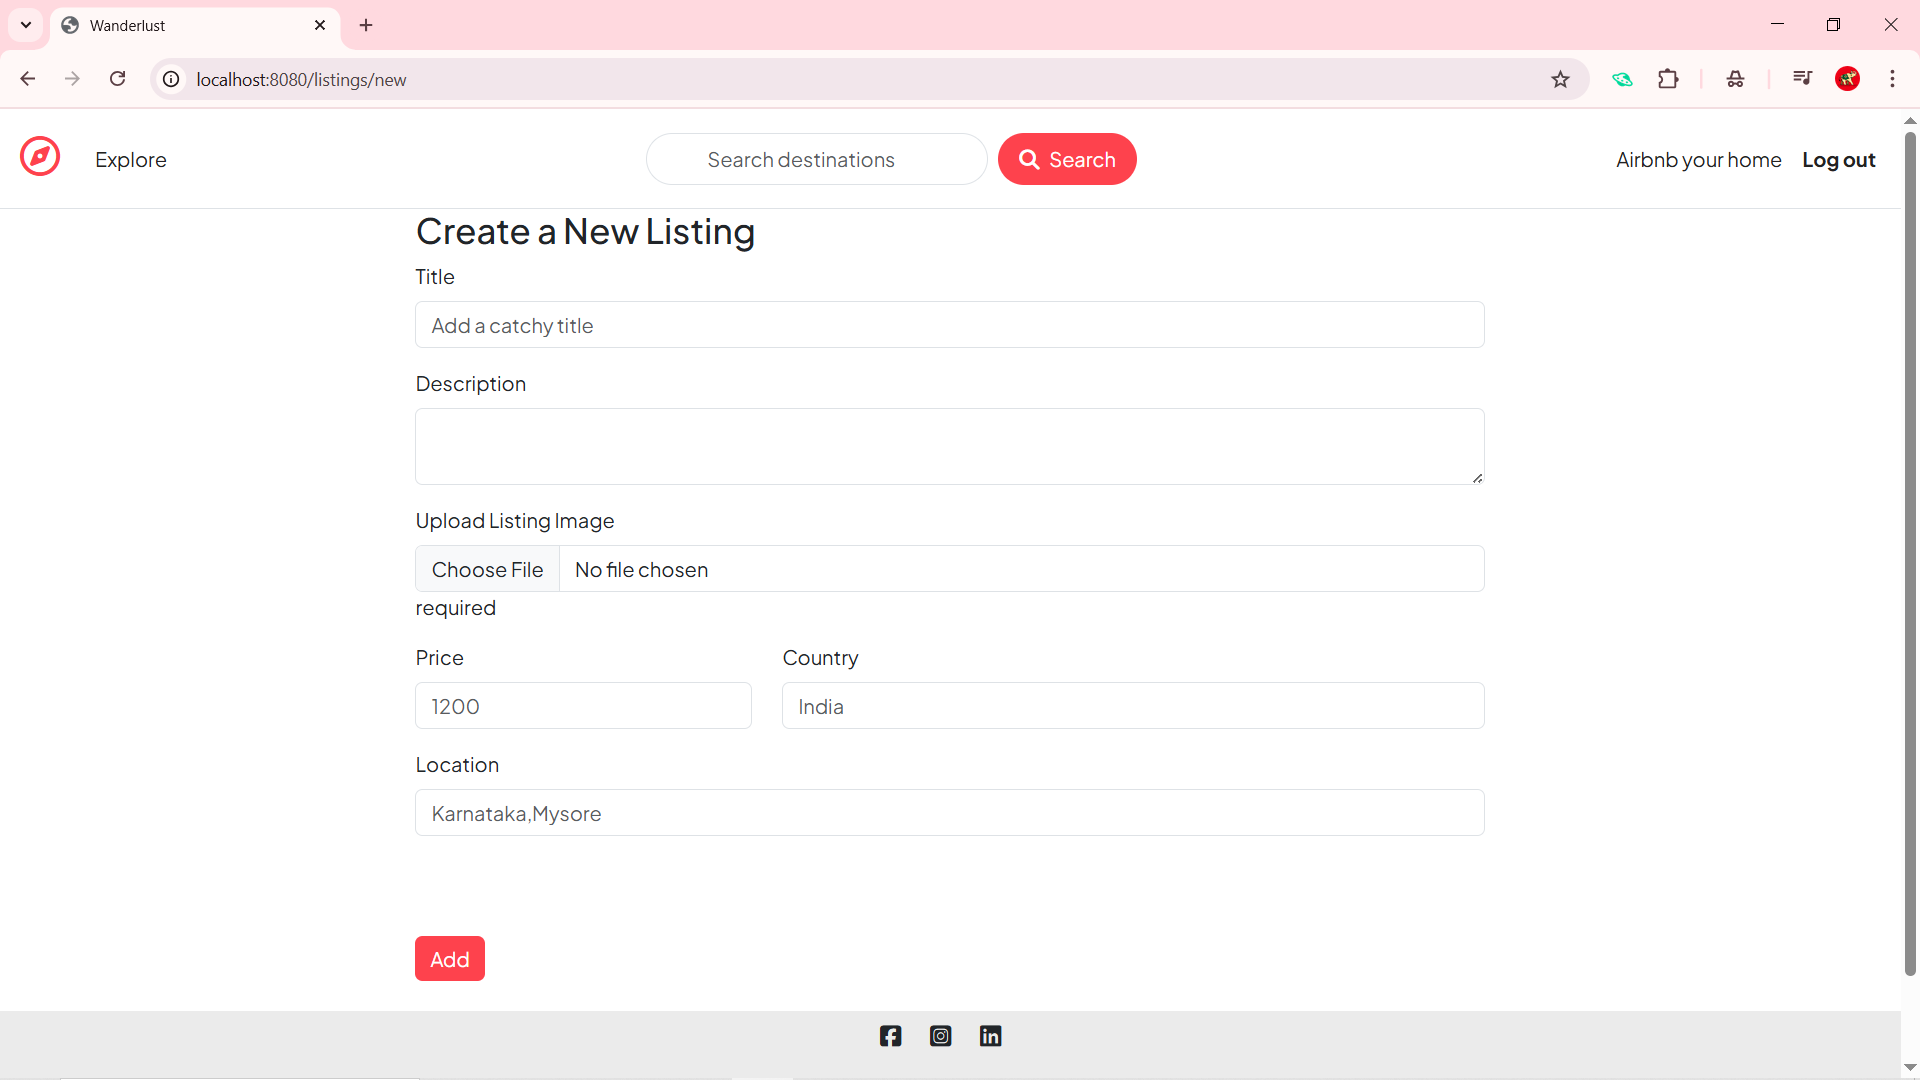 Wanderlust
localhost:8080/listings/new
Explore
Search destinations
Search
Airbnb your home
Log out
Create a New Listing
Title
Add a catchy title
Description
Upload Listing Image
Choose File
No file chosen
required
Price
Country
1200
India
Location
Karnataka,Mysore
Add